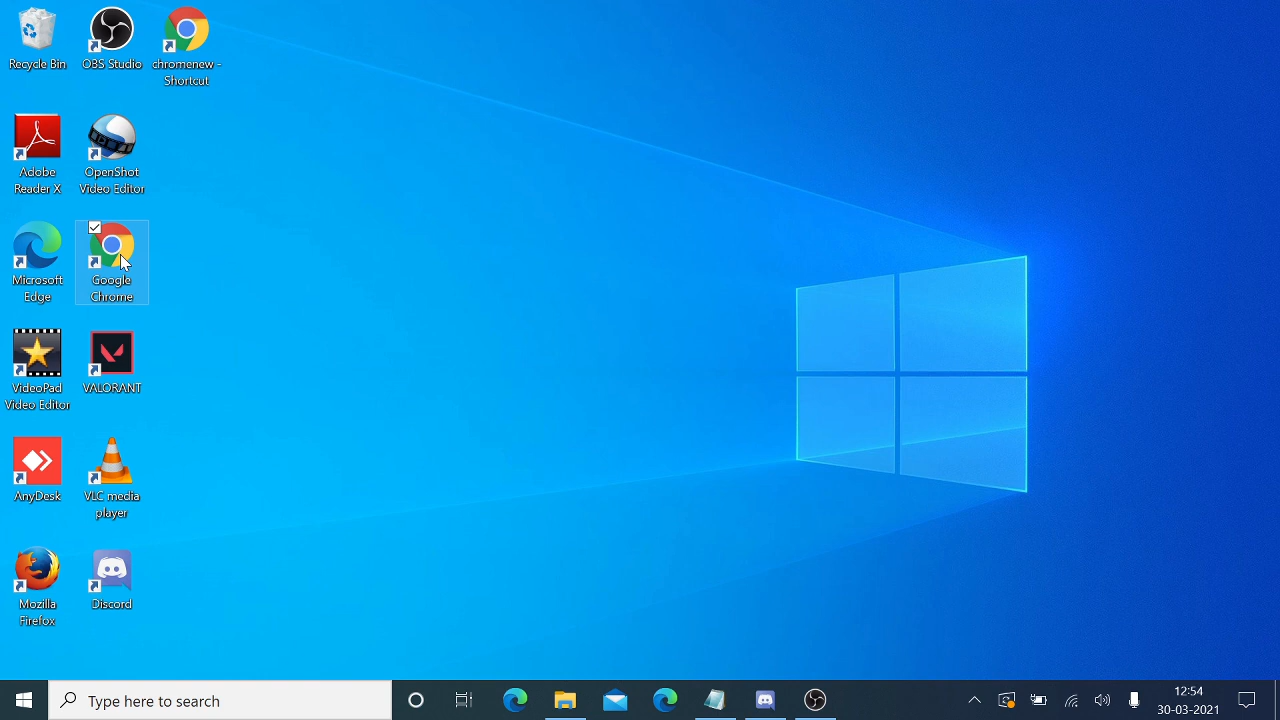 Recycle Bin
OBS Studio
chromenew -
Shortcut
Adobe
Reader X
OpenShot
Video Editor
Microsoft
Edge
Google
Chrome
VideoPad
Video Editor
VALORANT
AnyDesk
VLC media
player
Mozilla
Firefox
Discord
Type here to search
12:54
30-03-2021